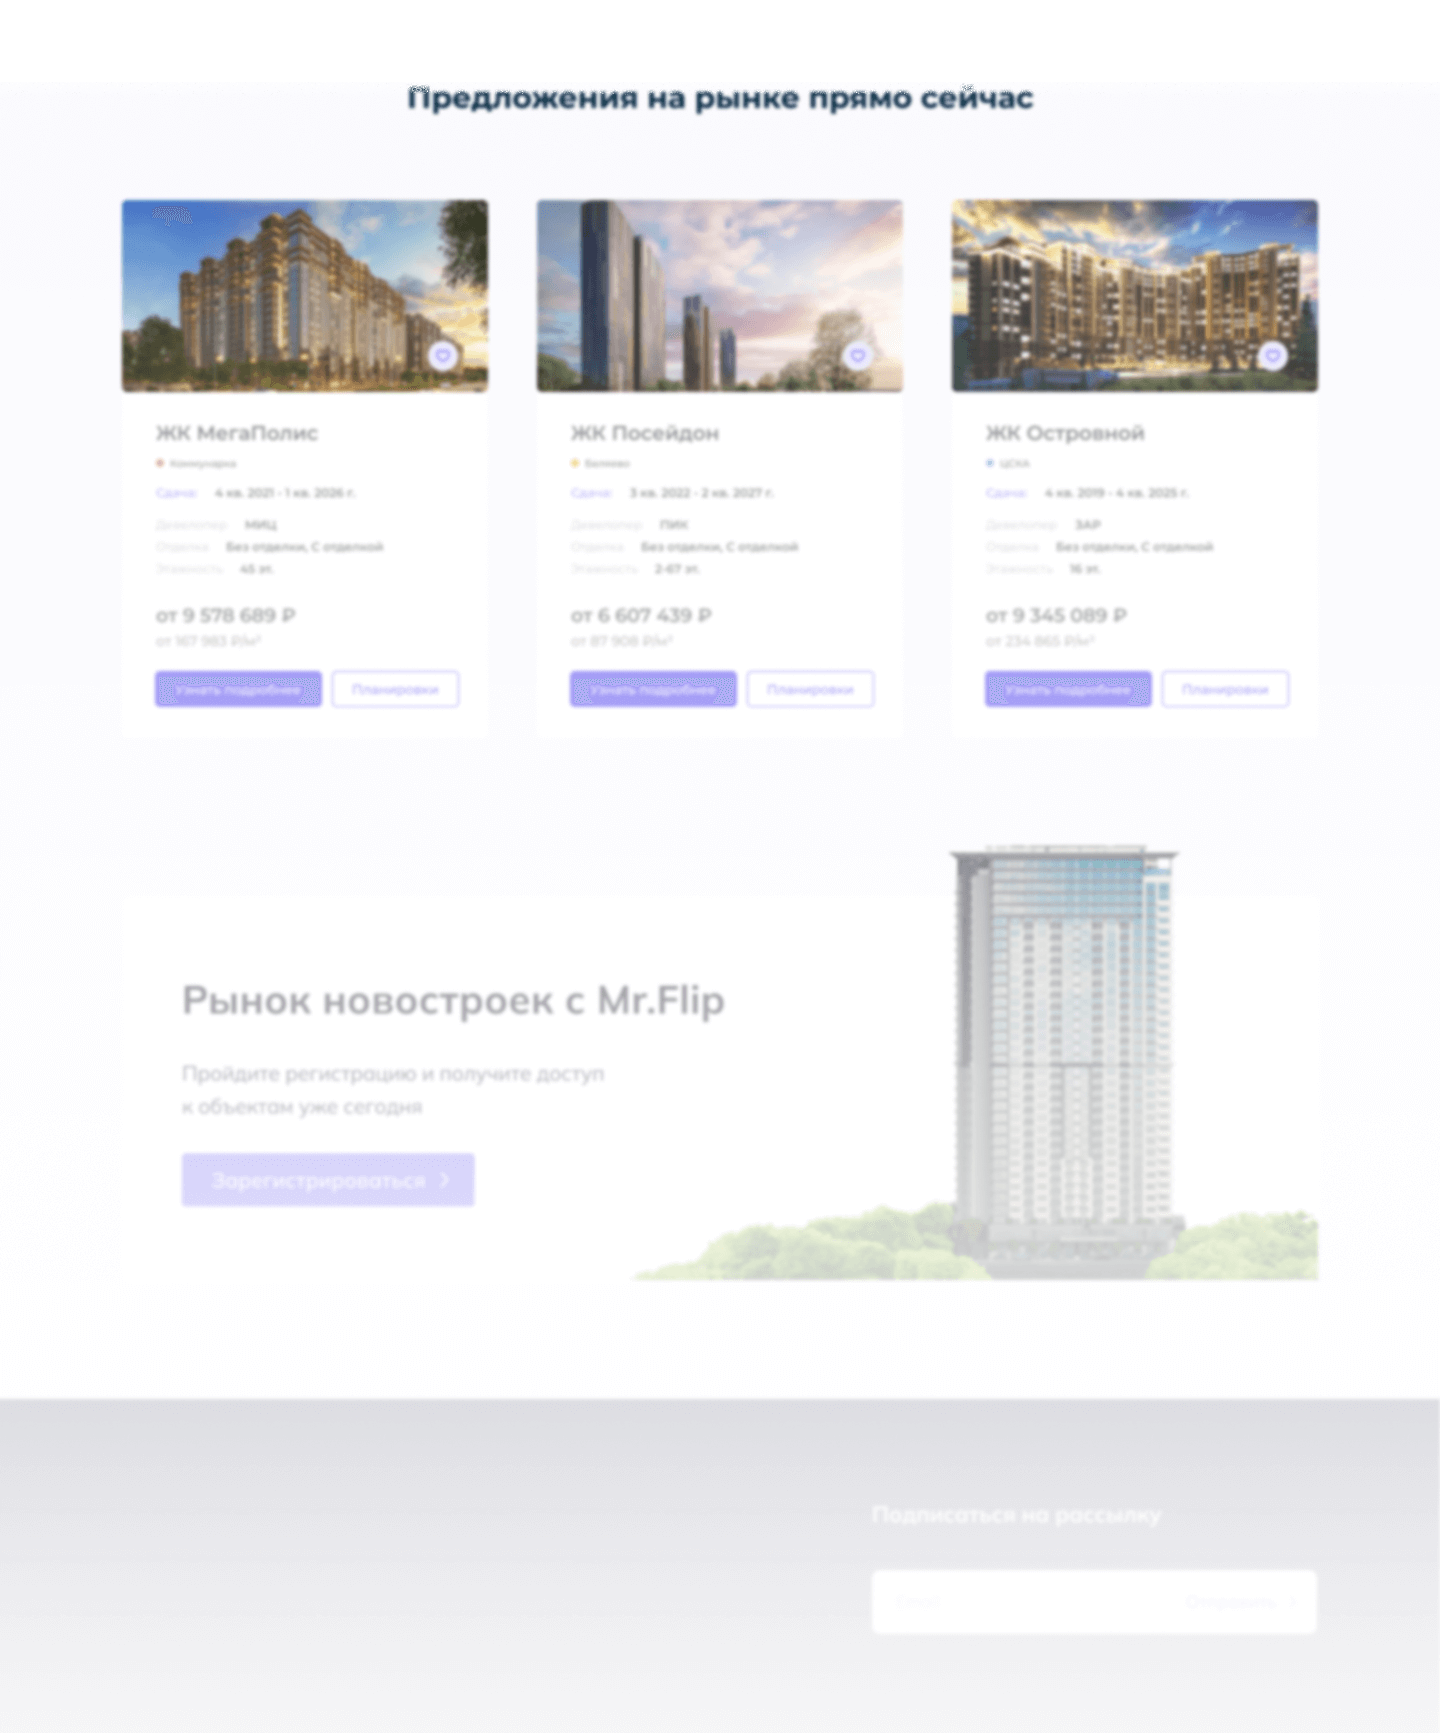 Предложения на рынке прямо сейчас
ЖК МегаПолис
Коммунарка
Сдача: 4 кв. 2021 - 1 кв. 2026 г.
Девелопер МИЦ
Отделка Без отделки, С отделкой
Этажность 45 эт.
от 9 578 689 ₽
от 167 983 ₽/м²
Узнать подробнее Планировки
ЖК Посейдон
Беляево
Сдача: 3 кв. 2022 - 2 кв. 2027 г.
Девелопер ПИК
Отделка Без отделки, С отделкой
Этажность 2-67 эт.
от 6 607 439 ₽
от 87 908 ₽/м²
Узнать подробнее Планировки
ЖК Островной
ЦСКА
Сдача: 4 кв. 2019 - 4 кв. 2025 г.
Девелопер ЗАР
Отделка Без отделки, С отделкой
Этажность 16 эт.
от 9 345 089 ₽
от 234 865 ₽/м²
Узнать подробнее Планировки
Рынок новостроек с Mr.Flip
Пройдите регистрацию и получите доступ
к объектам уже сегодня
Зарегистрироваться
Подписаться на рассылку
Email Отправить